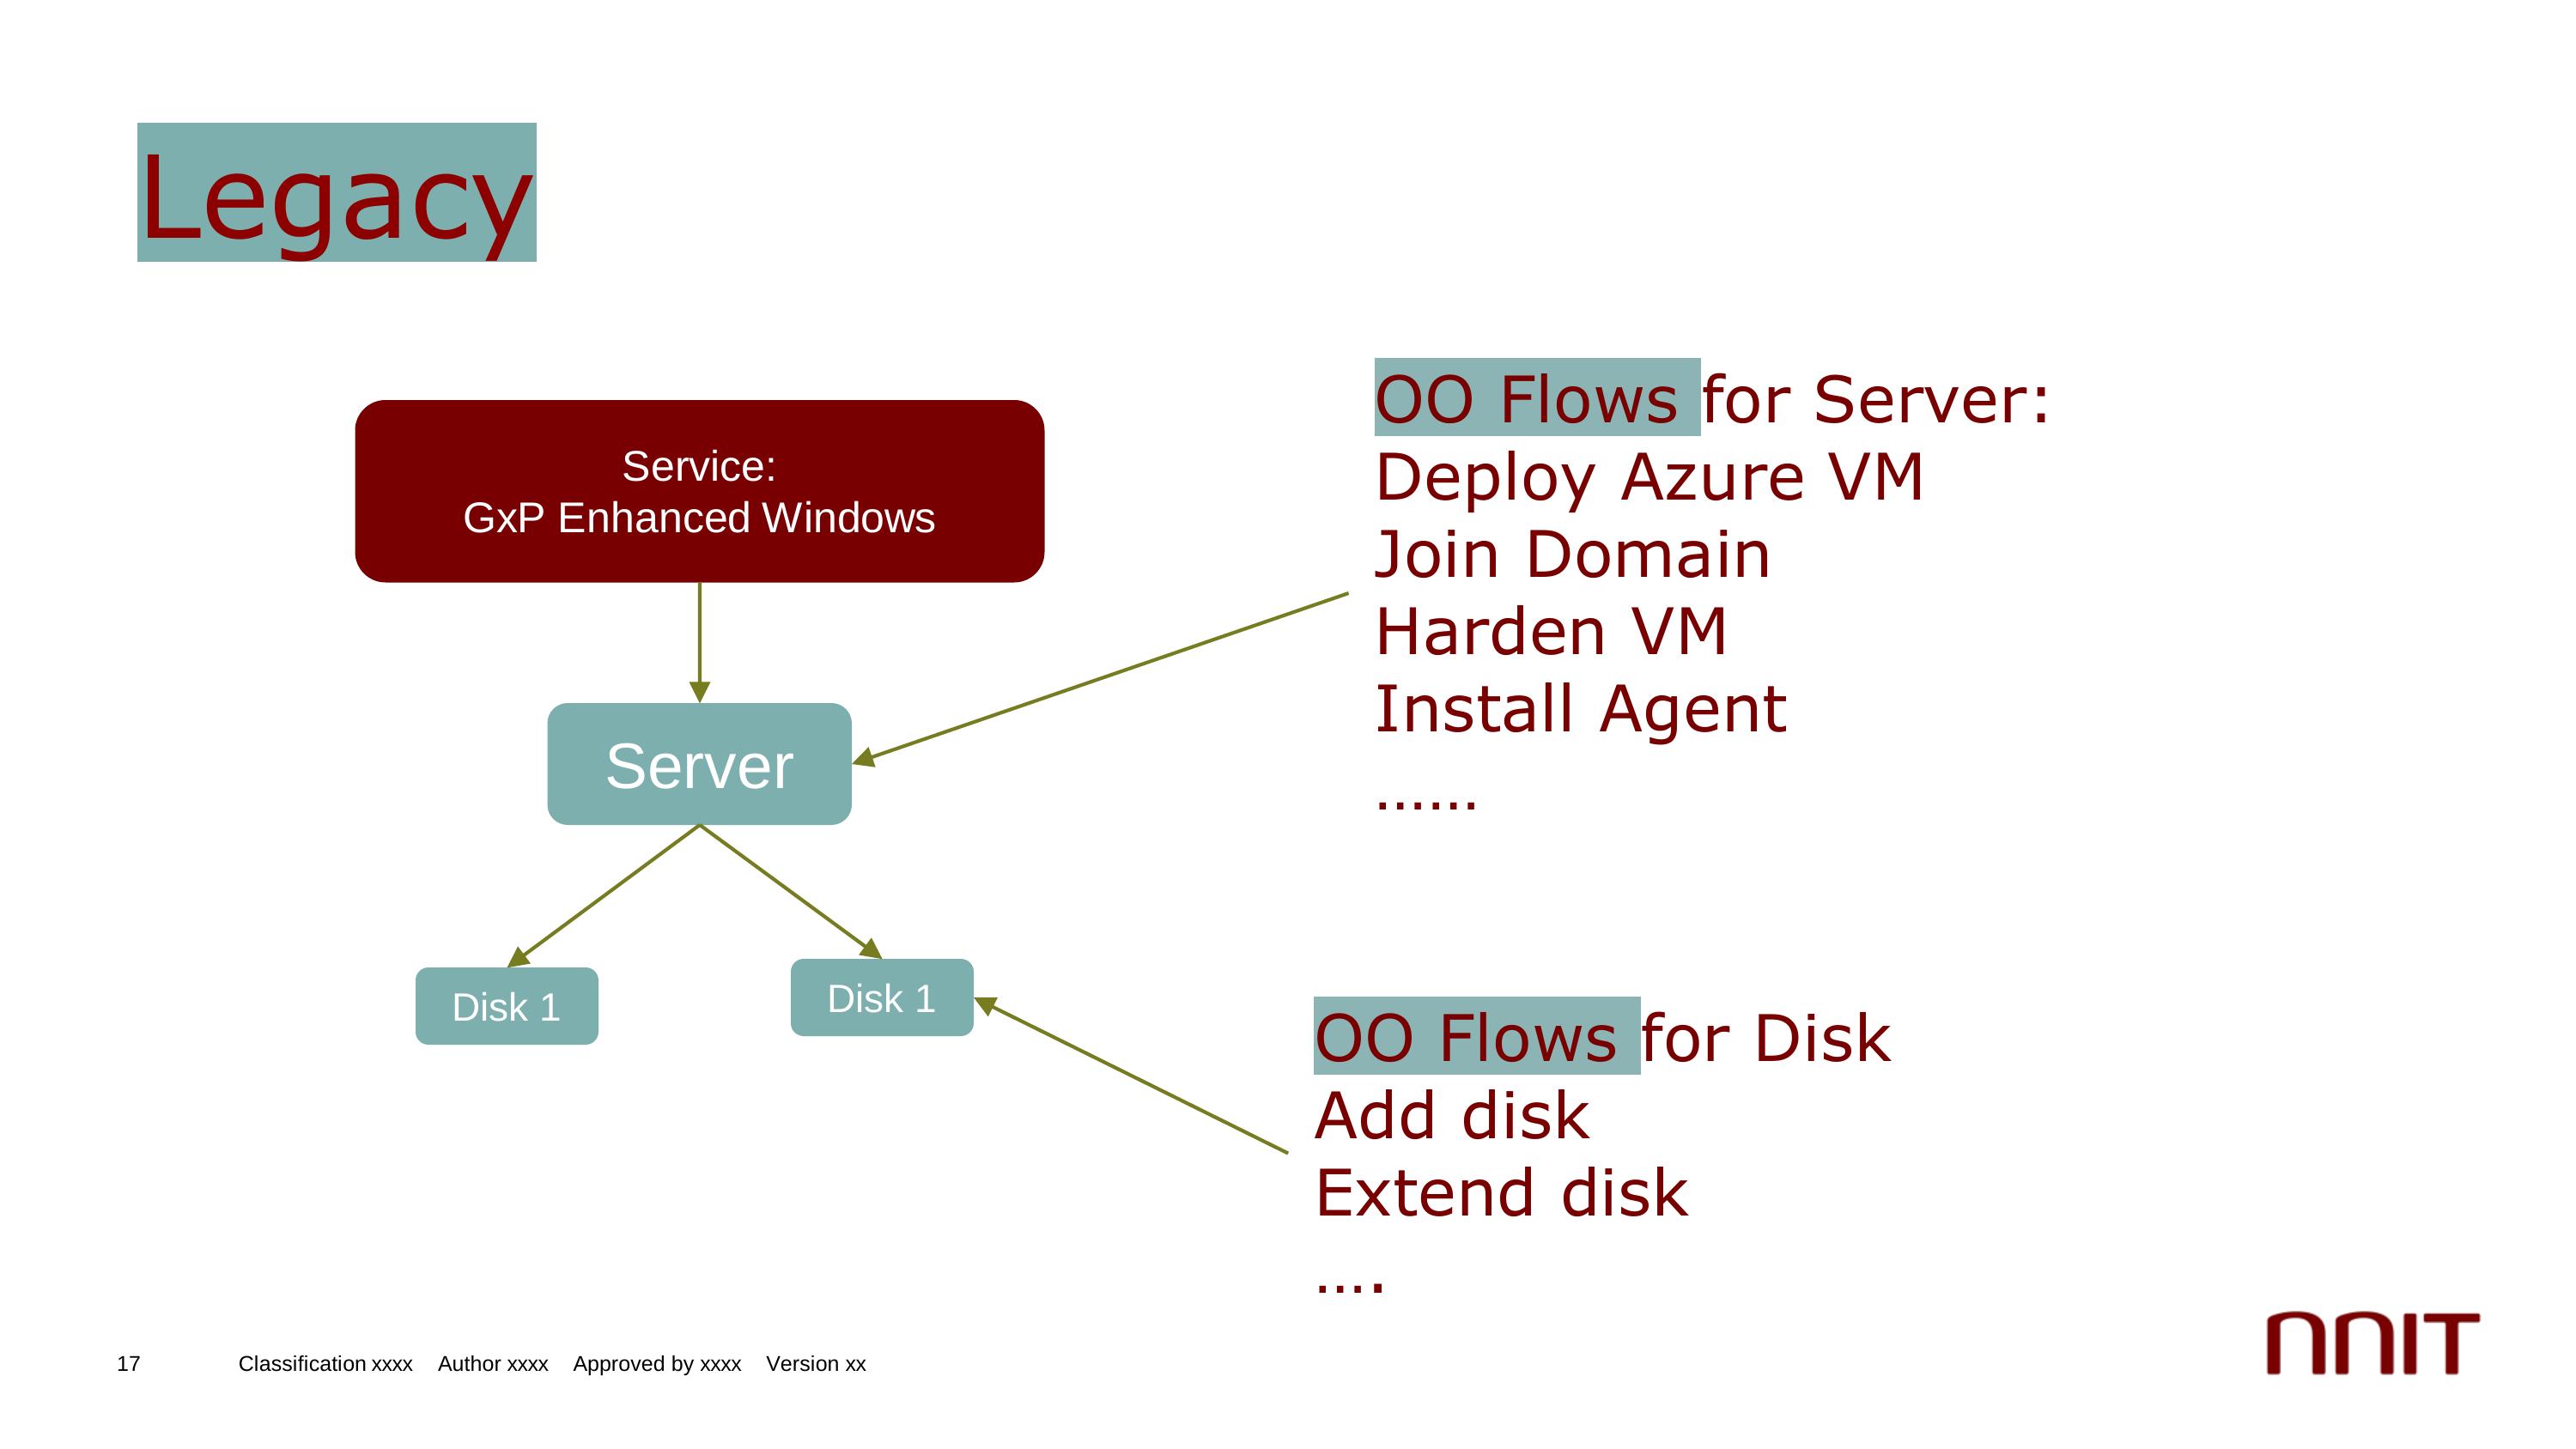 Legacy
Service:
GxP Enhanced Windows
Server
Disk 1
Disk 1
OO Flows for Server:
Deploy Azure VM
Join Domain
Harden VM
Install Agent
……
OO Flows for Disk
Add disk
Extend disk
….
17 Classification xxxx Author xxxx Approved by xxxx Version xx
nnIT